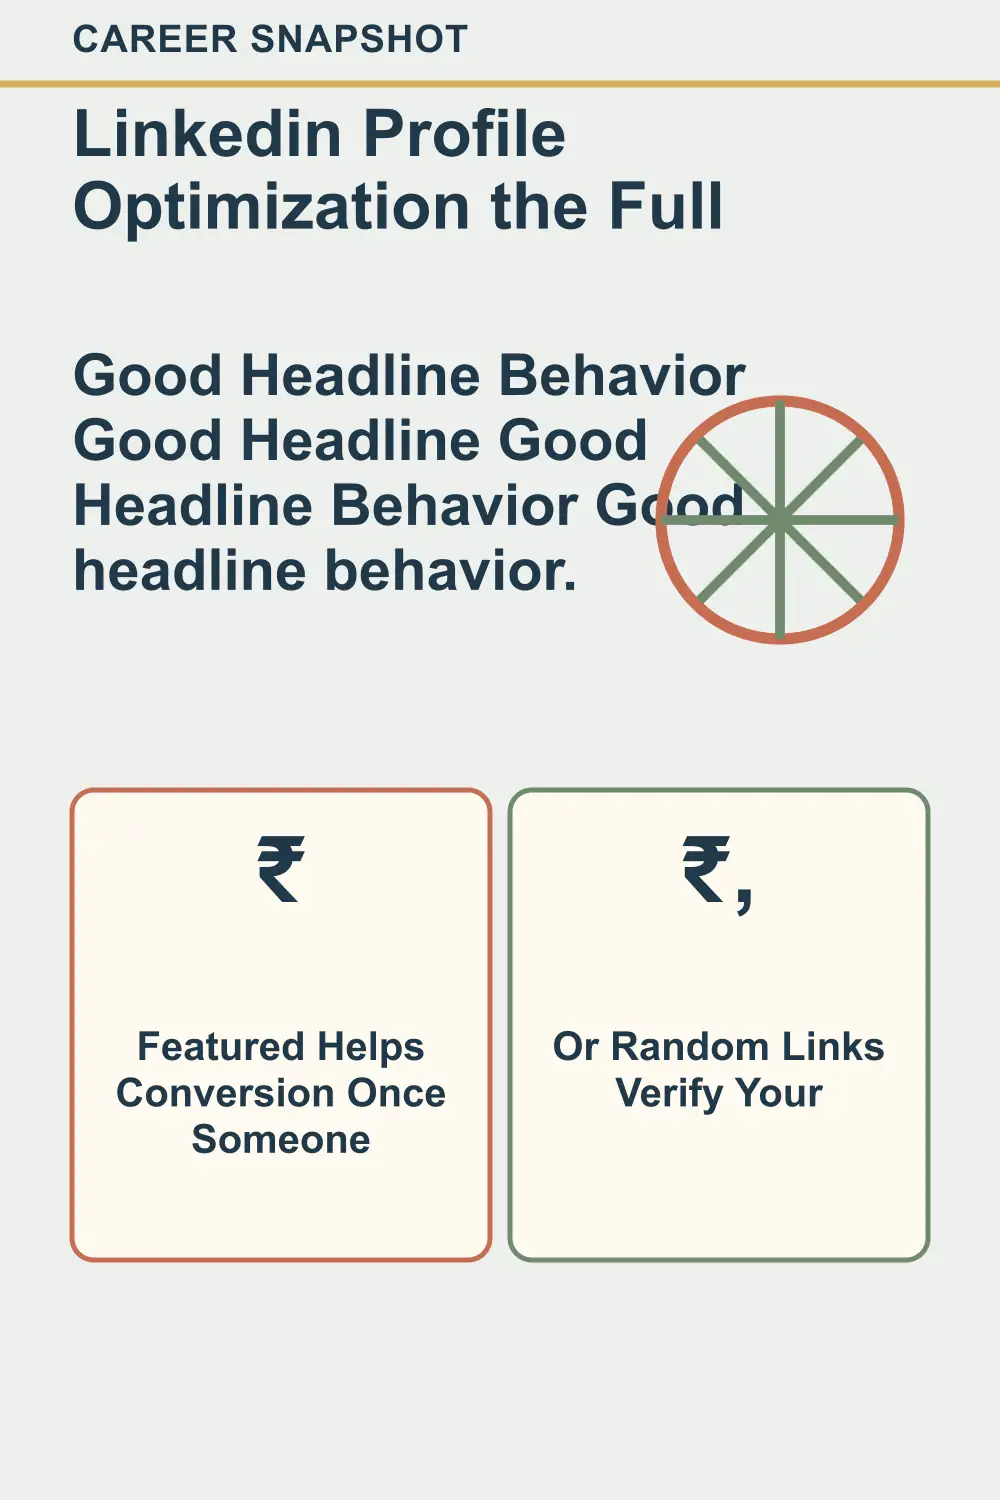 CAREER SNAPSHOT
Linkedin Profile
Optimization the Full
Good Headline Behavior
Good Headline Good
Headline Behavior Good
headline behavior.
₹
Featured Helps
Conversion Once
Someone
₹,
Or Random Links
Verify Your